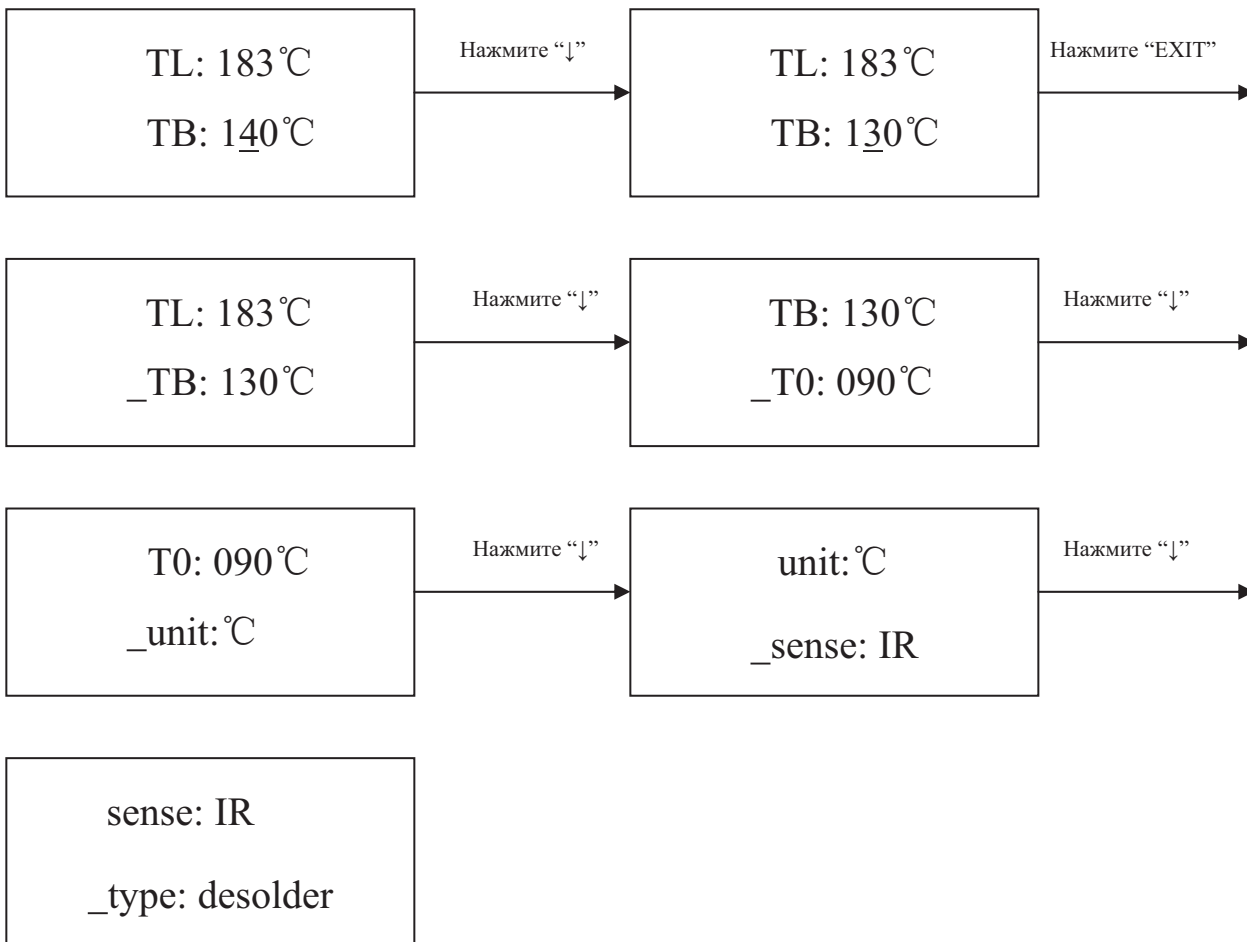 TL: 183℃
TB: 140℃
Нажмите “↓”
TL: 183℃
TB: 130℃
Нажмите “EXIT”
TL: 183℃
_TB: 130℃
Нажмите “↓”
TB: 130℃
_T0: 090℃
Нажмите “↓”
T0: 090℃
_unit:℃
Нажмите “↓”
unit:℃
_sense: IR
Нажмите “↓”
sense: IR
_type: desolder